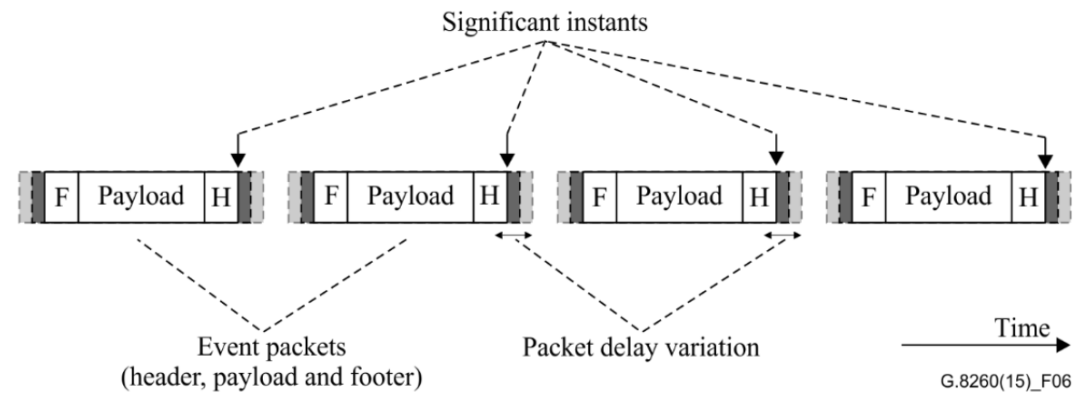 Significant instants
F Payload H F Payload H F Payload H F Payload H
Event packets
(header, payload and footer)
Packet delay variation
Time
G.8260(15)_F06